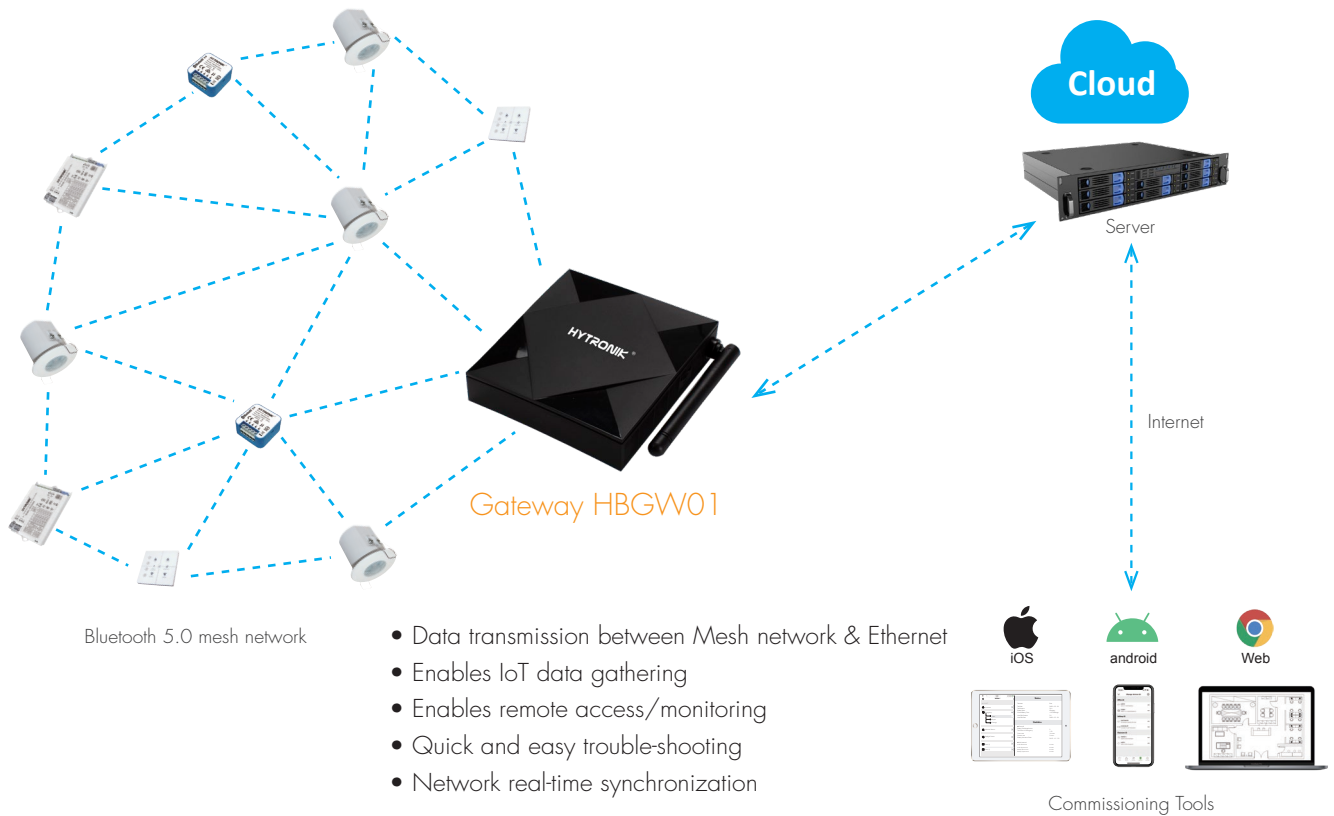 Cloud
Server
HYTRONIK ®
Internet
Gateway HBGW01
Bluetooth 5.0 mesh network
• Data transmission between Mesh network & Ethernet
• Enables IoT data gathering
• Enables remote access/monitoring
• Quick and easy trouble-shooting
• Network real-time synchronization
iOS
android
Web
Commissioning Tools